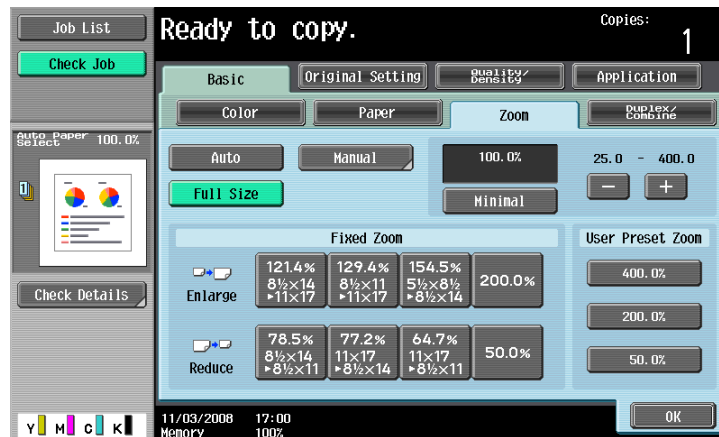 Job List
Check Job
Ready to copy.
Copies:
1
Basic
Original Setting
Quality/
Density
Application
Color
Paper
Zoom
Duplex/
Combine
Auto Paper
Select
100.0%
Auto
Manual
100.0%
25.0 - 400.0
Full Size
Minimal
−
+
Fixed Zoom
User Preset Zoom
Enlarge
121.4%
8½×14
▸11×17
129.4%
8½×11
▸11×17
154.5%
5½×8½
▸8½×14
200.0%
400.0%
200.0%
Check Details
Reduce
78.5%
8½×14
▸8½×11
77.2%
11×17
▸8½×14
64.7%
11×17
▸8½×11
50.0%
50.0%
Y M C K
11/03/2008 17:00
Memory 100%
OK